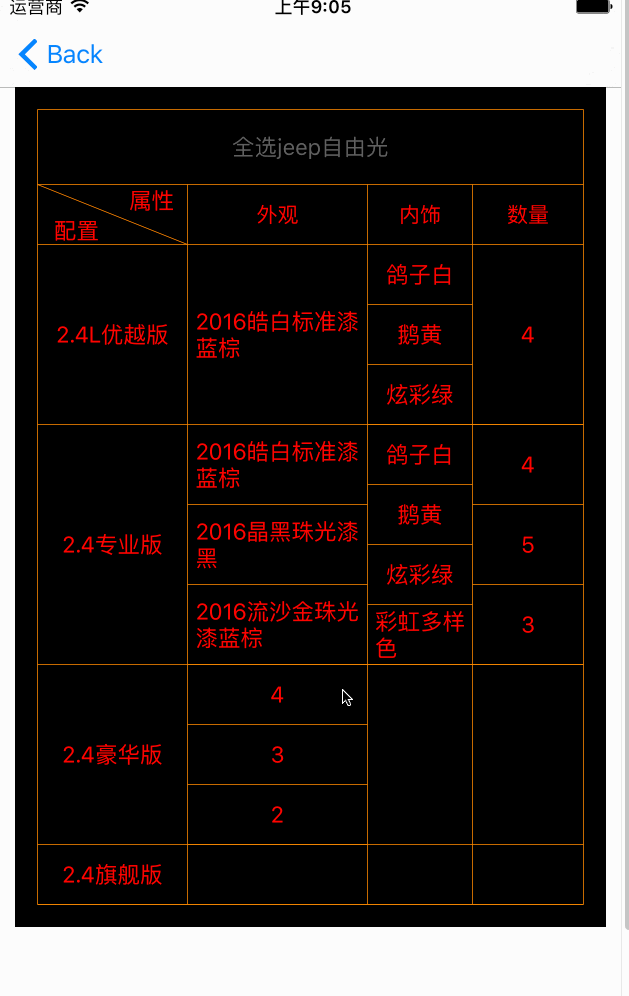 运营商 上午9:05
Back
全选jeep自由光
属性
配置
外观 内饰 数量
2.4L优越版
2016皓白标准漆
蓝棕
鸽子白
鹅黄
炫彩绿
4
2.4专业版
2016皓白标准漆
蓝棕
2016晶黑珠光漆
黑
2016流沙金珠光
漆蓝棕
鸽子白
鹅黄
炫彩绿
彩虹多样
色
4
5
3
2.4豪华版
4
3
2
2.4旗舰版